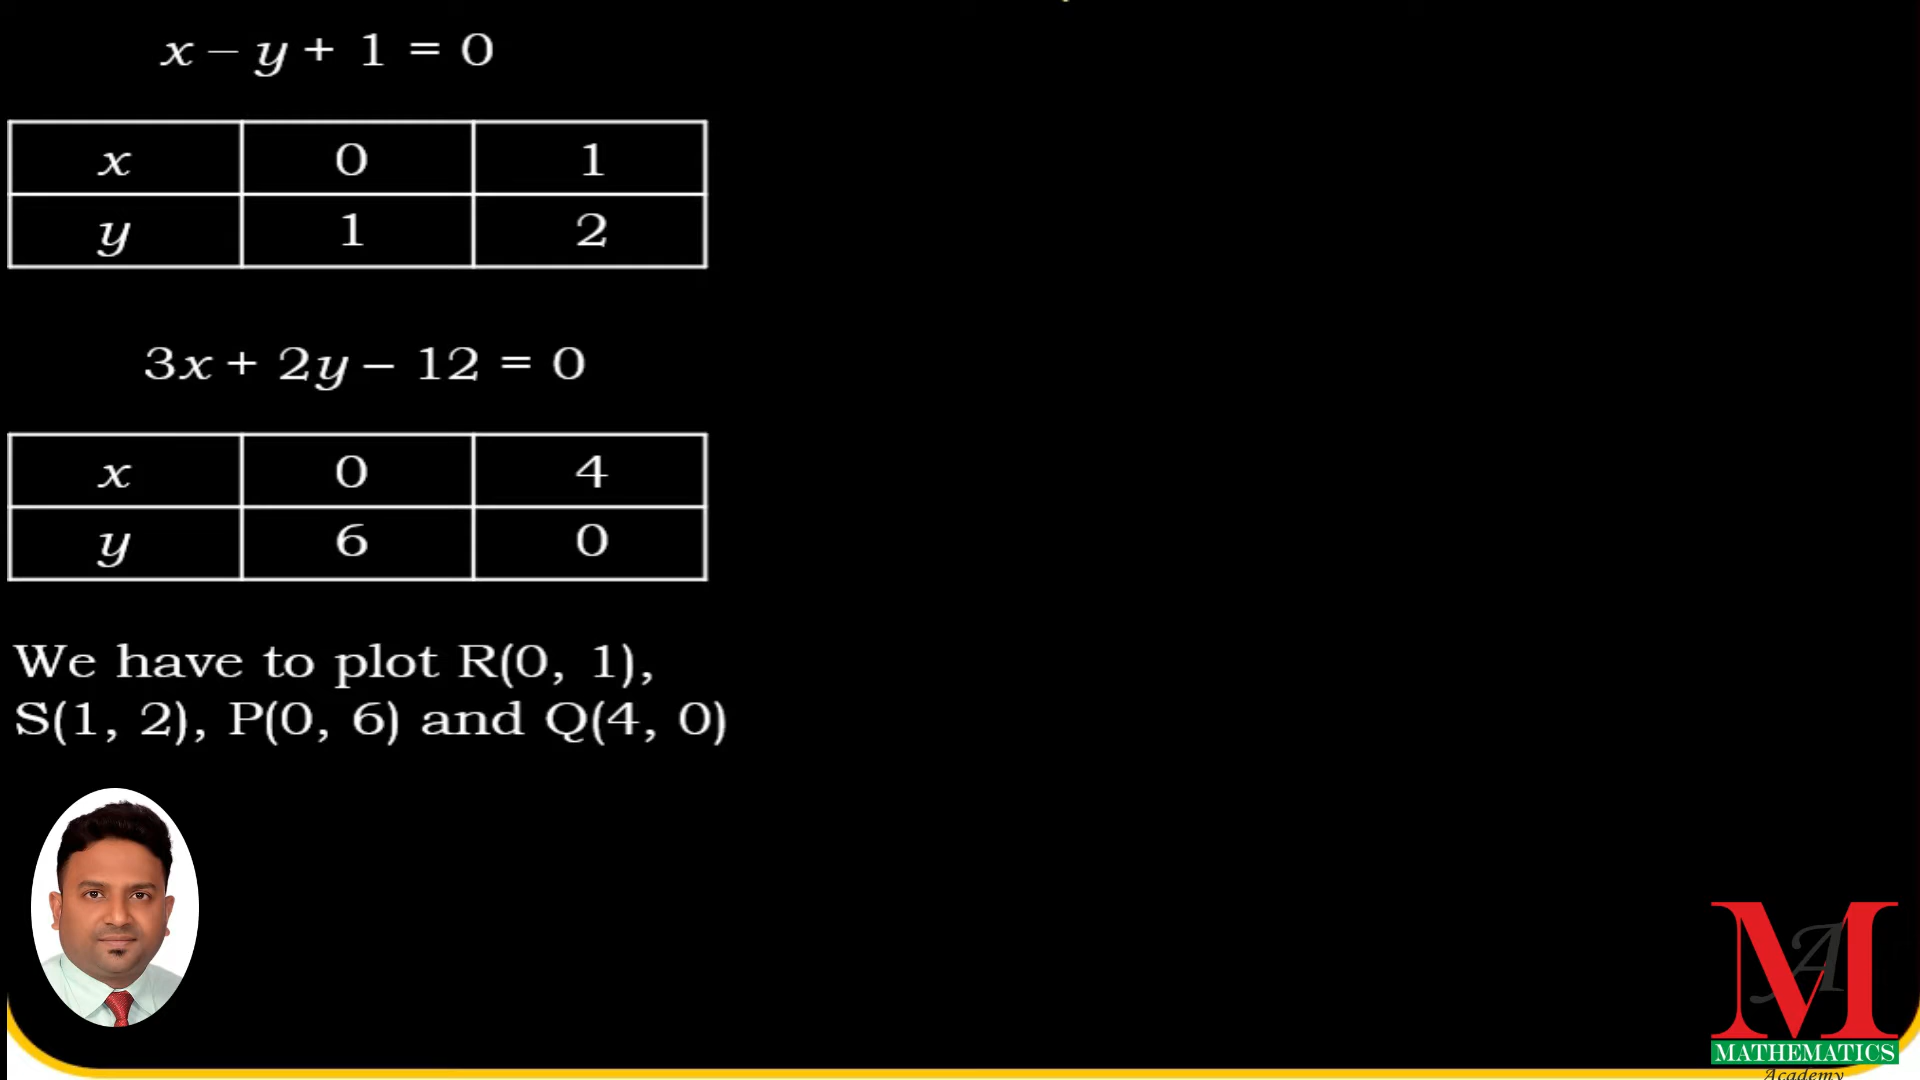 x – y + 1 = 0
x 0 1
y 1 2
3x + 2y – 12 = 0
x 0 4
y 6 0
We have to plot R(0, 1),
S(1, 2), P(0, 6) and Q(4, 0)
MA
MATHEMATICS
Academy